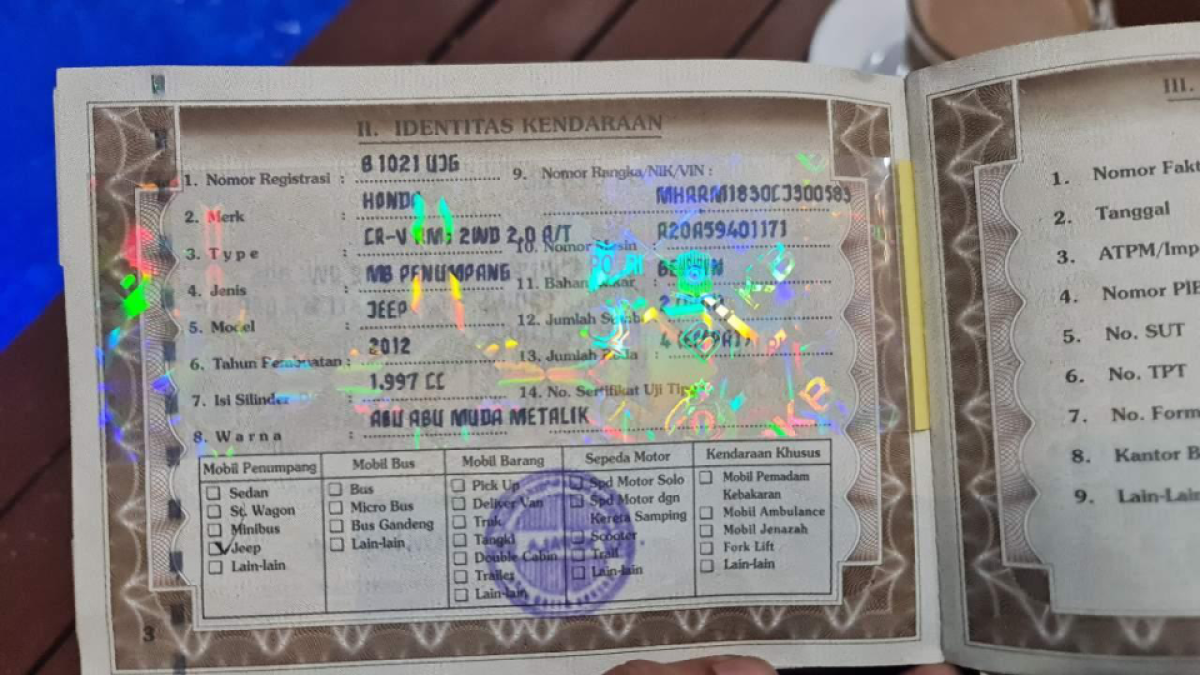 II. IDENTITAS KENDARAAN
1. Nomor Registrasi : B 1021 UJG
2. Merk : HONDA
3. Type : CR-V RM3 2WD 2,0 A/T
4. Jenis : MB PENUMPANG
5. Model : JEEP
6. Tahun Pembuatan : 2012
7. Isi Silinder : 1.997 CC
8. Warna : ABU ABU MUDA METALIK
9. Nomor Rangka/NIK/VIN :
MHRRM1830CJ300583
10. Nomor Mesin R20A59401171
11. Bahan Bakar BENSIN
12. Jumlah Sumbu
13. Jumlah Roda : 4 (EMPAT)
14. No. Sertifikat Uji Tipe
Mobil Penumpang
Sedan
St. Wagon
Minibus
Jeep
Lain-lain
Mobil Bus
Bus
Micro Bus
Bus Gandeng
Lain-lain
Mobil Barang
Pick Up
Deliver Van
Truk
Tangki
Double Cabin
Trailer
Lain-lain
Sepeda Motor
Spd Motor Solo
Spd Motor dgn
Kereta Samping
Scooter
Trail
Lain-lain
Kendaraan Khusus
Mobil Pemadam
Kebakaran
Mobil Ambulance
Mobil Jenazah
Fork Lift
Lain-lain
3
III.
1. Nomor Fakt
2. Tanggal
3. ATPM/Imp
4. Nomor PIB
5. No. SUT
6. No. TPT
7. No. Form
8. Kantor B
9. Lain-Lai